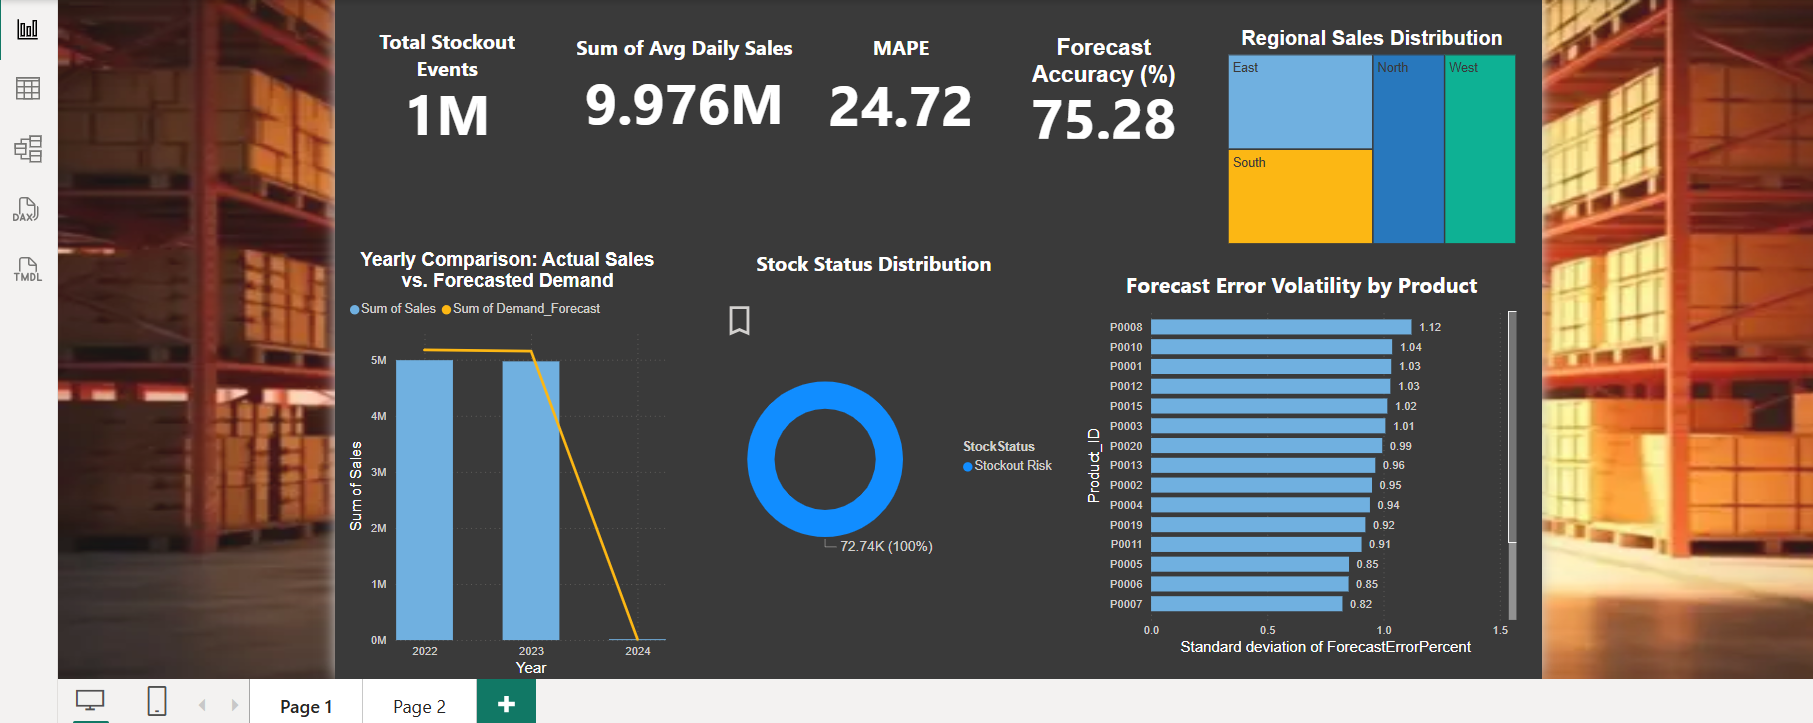 DAX
TMDL
Total Stockout
Events
1M
Sum of Avg Daily Sales
9.976M
MAPE
24.72
Forecast
Accuracy (%)
75.28
Regional Sales Distribution
East
North
West
South
Yearly Comparison: Actual Sales
vs. Forecasted Demand
Sum of Sales
Sum of Demand_Forecast
Sum of Sales
5M
4M
3M
2M
1M
0M
2022
2023
2024
Year
Stock Status Distribution
StockStatus
Stockout Risk
72.74K (100%)
Forecast Error Volatility by Product
Product_ID
P0008 1.12
P0010 1.04
P0001 1.03
P0012 1.03
P0015 1.02
P0003 1.01
P0020 0.99
P0013 0.96
P0002 0.95
P0004 0.94
P0019 0.92
P0011 0.91
P0005 0.85
P0006 0.85
P0007 0.82
0.0 0.5 1.0 1.5
Standard deviation of ForecastErrorPercent
Page 1
Page 2